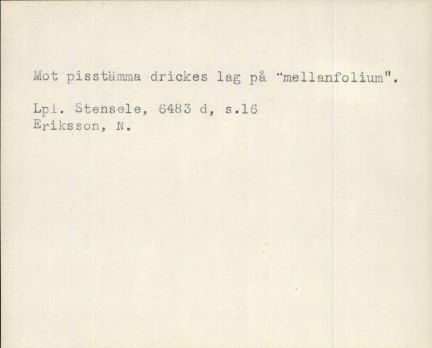 Mot pisstämma drickes lag på "mellanfolium".
Lpl. Stensele, 6483 d, s.16
Eriksson, N.